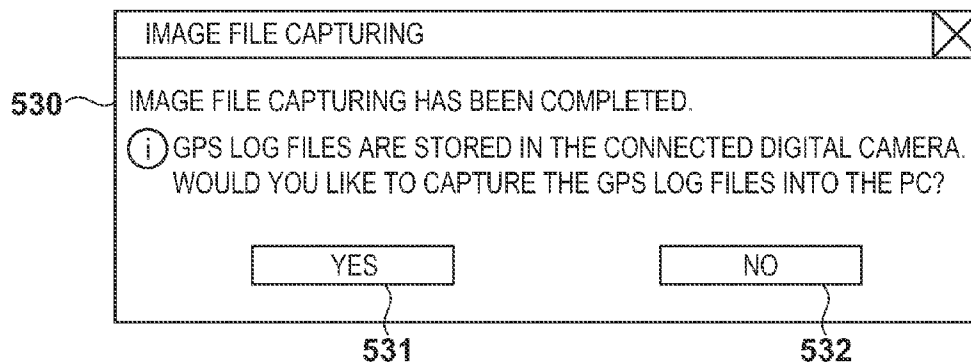 IMAGE FILE CAPTURING
530
IMAGE FILE CAPTURING HAS BEEN COMPLETED.
i GPS LOG FILES ARE STORED IN THE CONNECTED DIGITAL CAMERA.
WOULD YOU LIKE TO CAPTURE THE GPS LOG FILES INTO THE PC?
YES NO
531 532